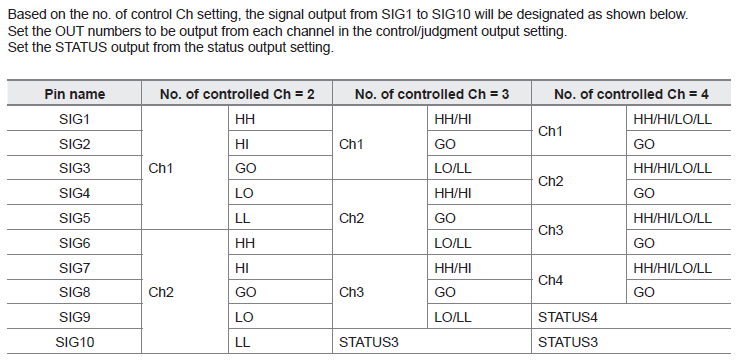 Based on the no. of control Ch setting, the signal output from SIG1 to SIG10 will be designated as shown below.
Set the OUT numbers to be output from each channel in the control/judgment output setting.
Set the STATUS output from the status output setting.
Pin name No. of controlled Ch = 2 No. of controlled Ch = 3 No. of controlled Ch = 4
SIG1 HH HH/HI HH/HI/LO/LL
Ch1
SIG2 HI Ch1 GO GO
SIG3 Ch1 GO LO/LL HH/HI/LO/LL
Ch2
SIG4 LO HH/HI GO
SIG5 LL Ch2 GO HH/HI/LO/LL
Ch3
SIG6 HH LO/LL GO
SIG7 HI HH/HI HH/HI/LO/LL
Ch4
SIG8 Ch2 GO Ch3 GO GO
SIG9 LO LO/LL STATUS4
SIG10 LL STATUS3 STATUS3